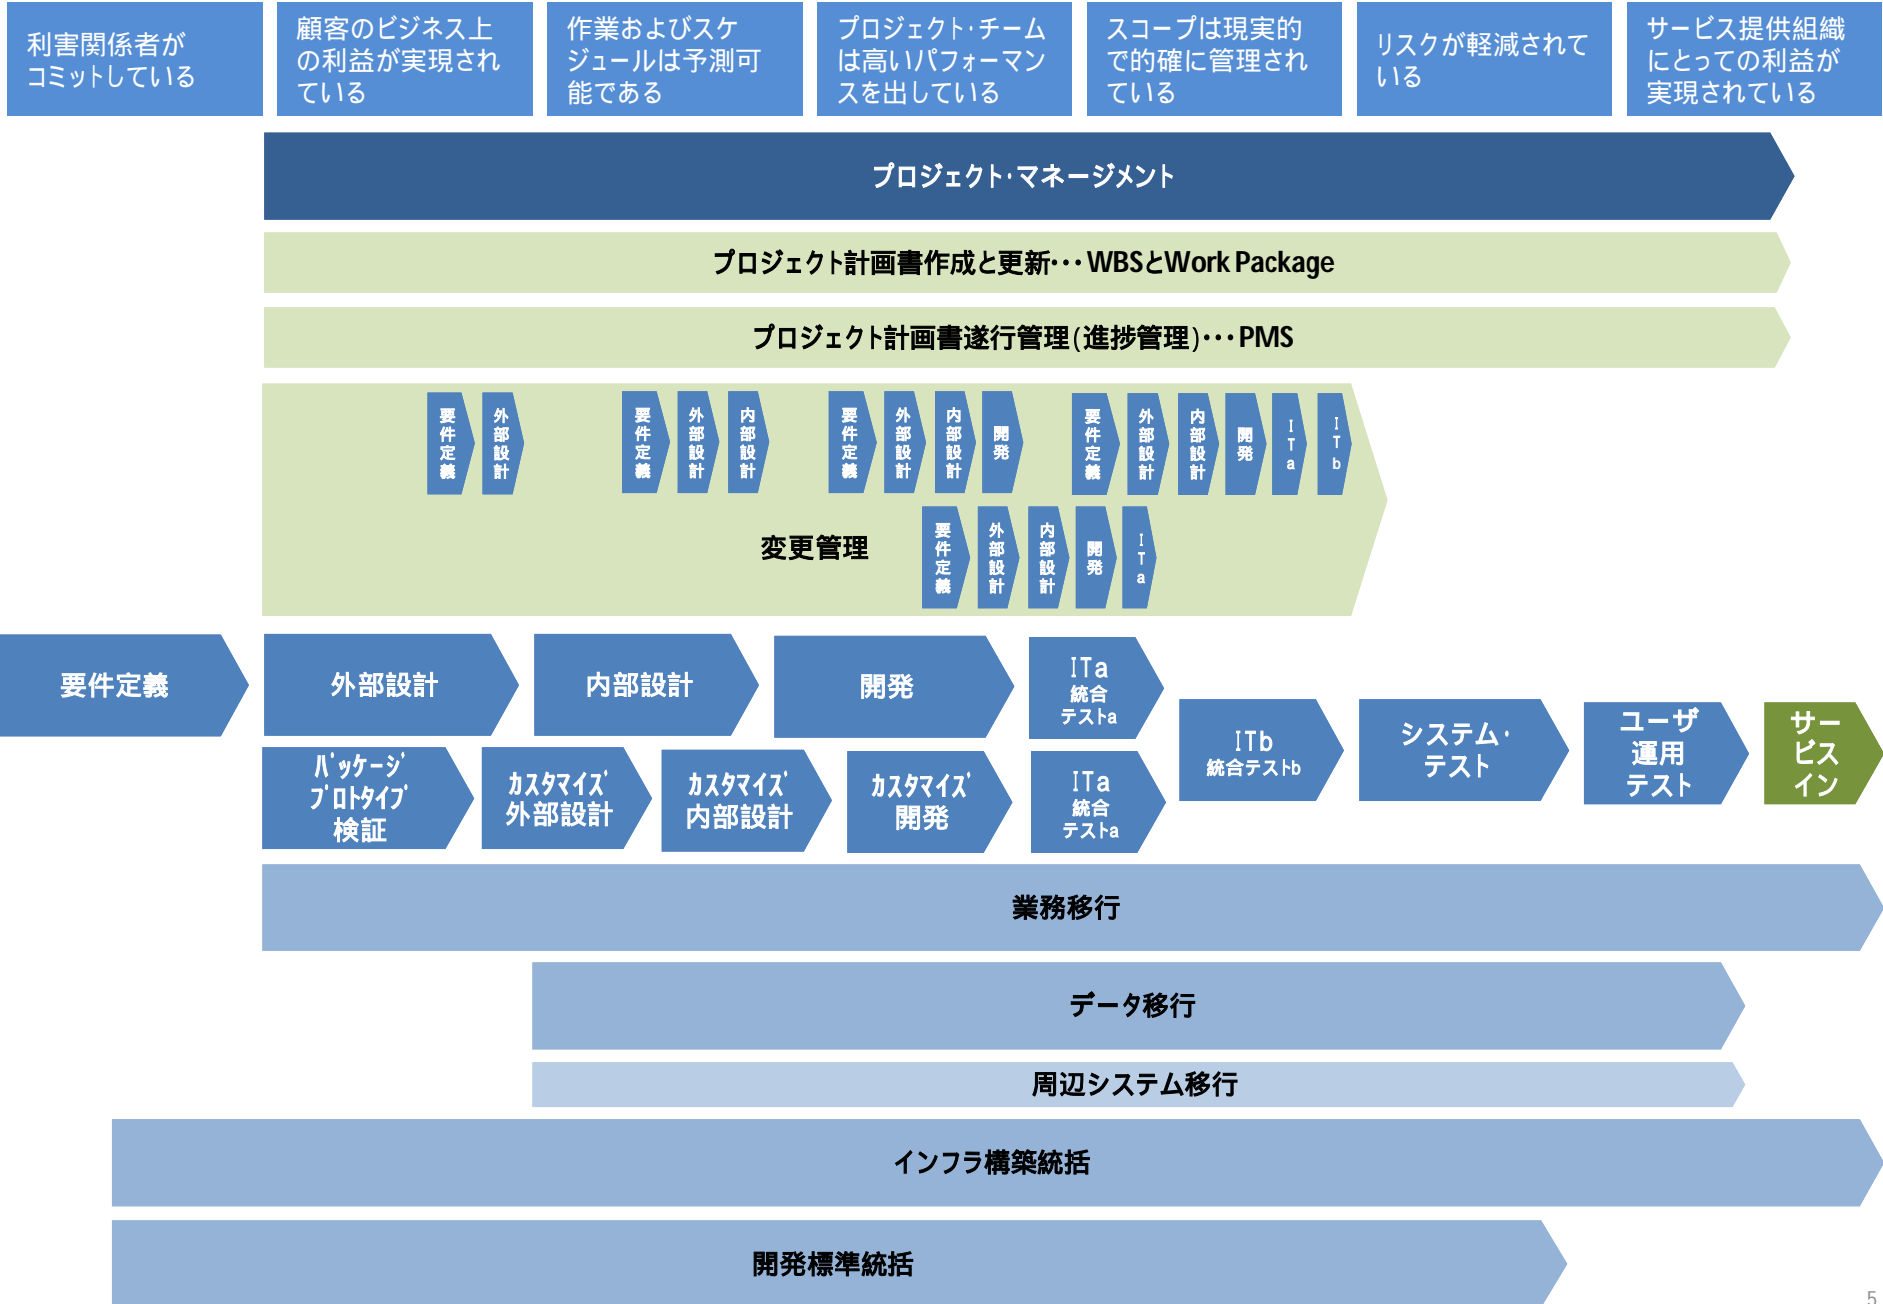 利害関係者が
コミットしている
顧客のビジネス上
の利益が実現され
ている
作業およびスケ
ジュールは予測可
能である
プロジェクト・チーム
は高いパフォーマン
スを出している
スコープは現実的
で的確に管理され
ている
リスクが軽減されて
いる
サービス提供組織
にとっての利益が
実現されている
プロジェクト・マネージメント
プロジェクト計画書作成と更新・・・WBSとWork Package
プロジェクト計画書遂行管理(進捗管理)・・・PMS
要件定義
外部設計
要件定義
外部設計
内部設計
要件定義
外部設計
内部設計
開発
要件定義
外部設計
内部設計
開発
ITa
ITb
変更管理
要件定義
外部設計
内部設計
開発
ITa
要件定義
外部設計
内部設計
開発
ITa
統合
テストa
パッケージ
プロトタイプ
検証
カスタマイズ
外部設計
カスタマイズ
内部設計
カスタマイズ
開発
ITa
統合
テストa
ITb
統合テストb
システム・
テスト
ユーザ
運用
テスト
サー
ビス
イン
業務移行
データ移行
周辺システム移行
インフラ構築統括
開発標準統括
5